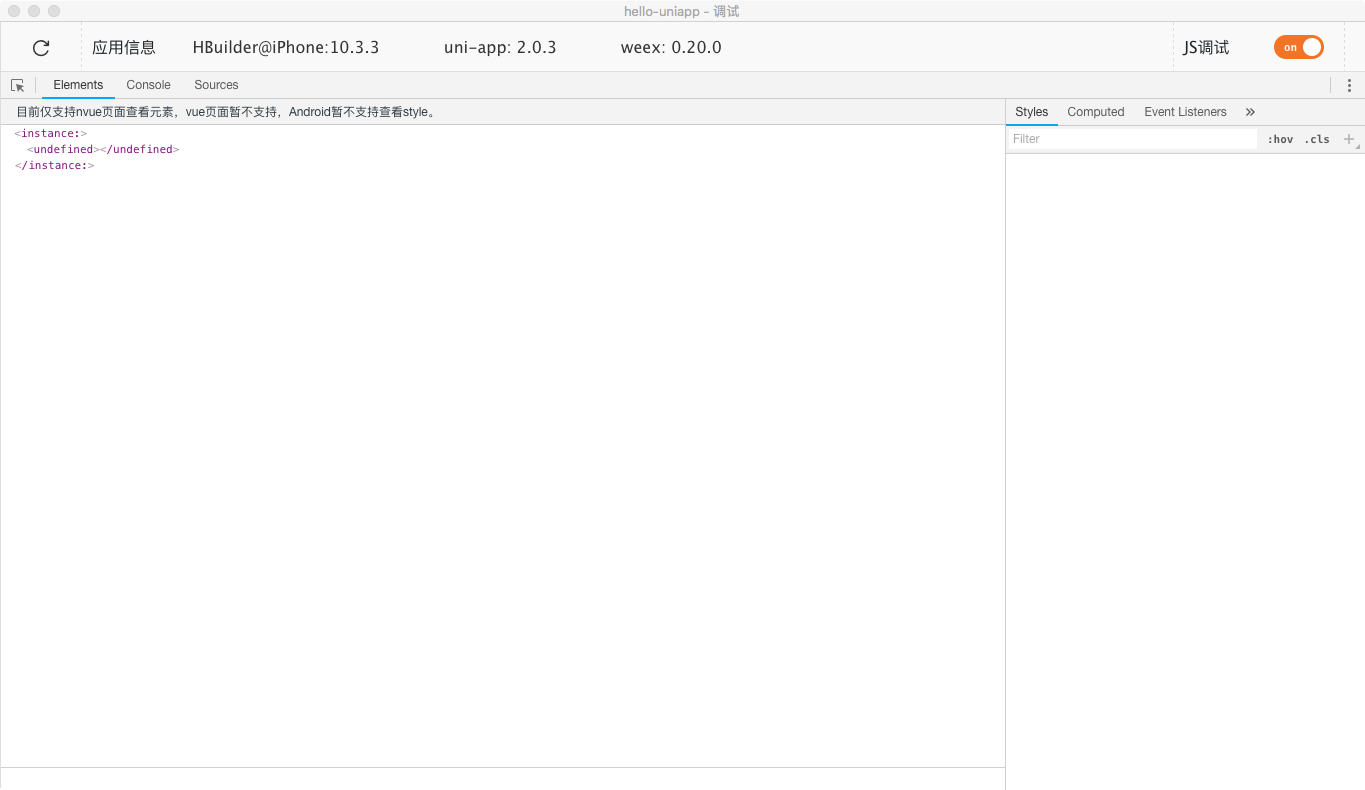 hello-uniapp - 调试
应用信息 HBuilder@iPhone:10.3.3 uni-app: 2.0.3 weex: 0.20.0 JS调试 on
Elements Console Sources
目前仅支持nvue页面查看元素，vue页面暂不支持，Android暂不支持查看style。
<instance:>
<undefined></undefined>
</instance:>
Styles Computed Event Listeners »
Filter :hov .cls +